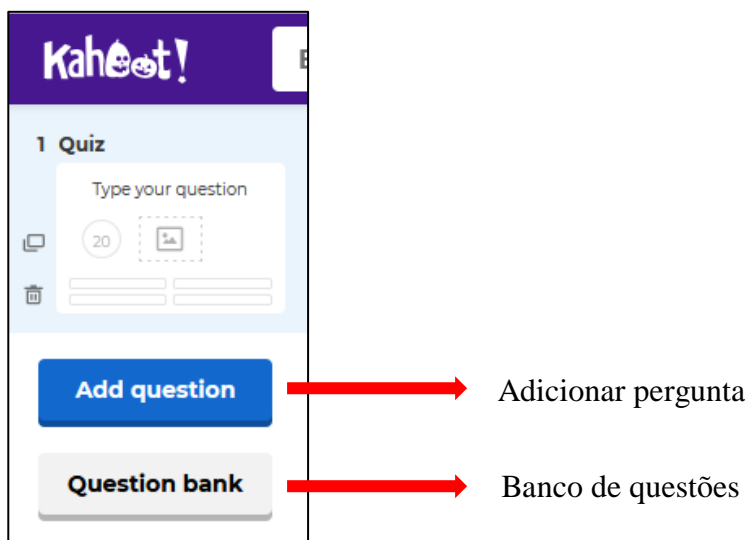 Kahoot!
1 Quiz
Type your question
20
Add question
Adicionar pergunta
Question bank
Banco de questões